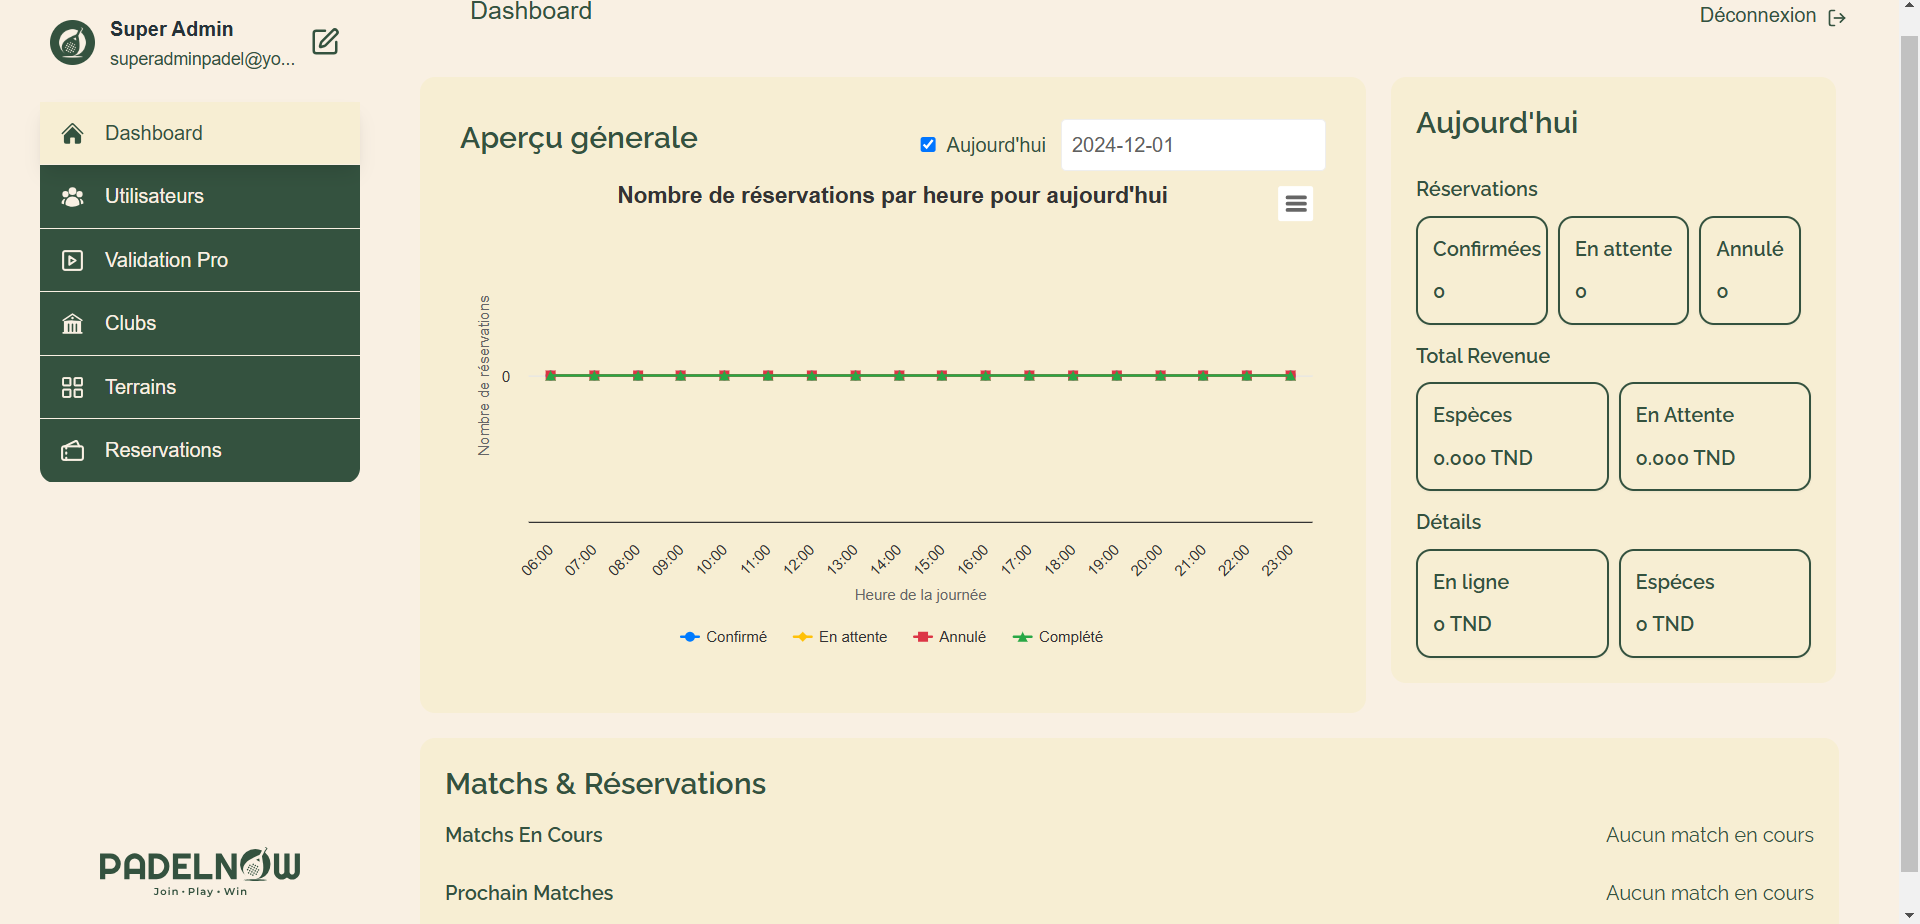 Super Admin
superadminpadel@yo...
Dashboard
Utilisateurs
Validation Pro
Clubs
Terrains
Reservations
PADELNOW
Join • Play • Win
Dashboard
Déconnexion
Aperçu génerale
Aujourd'hui
2024-12-01
Nombre de réservations par heure pour aujourd'hui
Nombre de réservations
0
06:00 07:00 08:00 09:00 10:00 11:00 12:00 13:00 14:00 15:00 16:00 17:00 18:00 19:00 20:00 21:00 22:00 23:00
Heure de la journée
Confirmé En attente Annulé Complété
Aujourd'hui
Réservations
Confirmées En attente Annulé
0 0 0
Total Revenue
Espèces En Attente
0.000 TND 0.000 TND
Détails
En ligne Espéces
0 TND 0 TND
Matchs & Réservations
Matchs En Cours Aucun match en cours
Prochain Matches Aucun match en cours